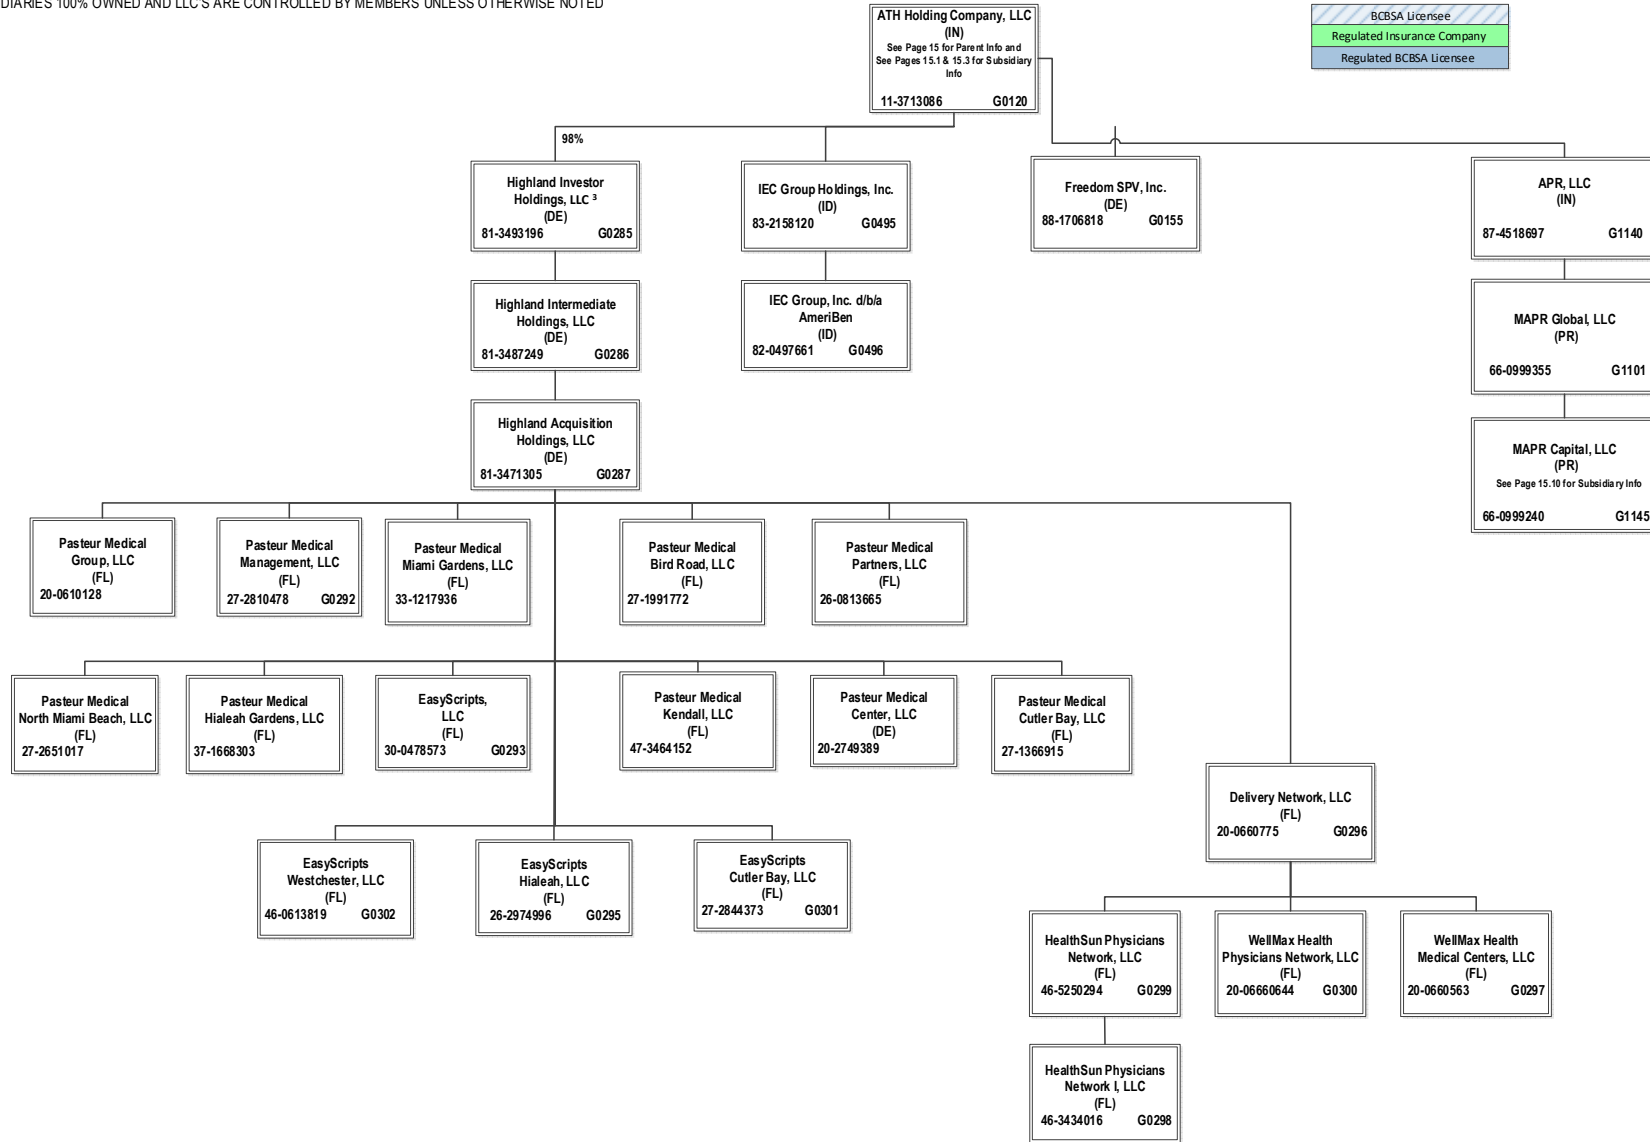 DIARIES 100% OWNED AND LLC'S ARE CONTROLLED BY MEMBERS UNLESS OTHERWISE NOTED
ATH Holding Company, LLC
(IN)
See Page 15 for Parent Info and
See Pages 15.1 & 15.3 for Subsidiary
Info
11-3713086 G0120
BCBSA Licensee
Regulated Insurance Company
Regulated BCBSA Licensee
98%
Highland Investor
Holdings, LLC ³
(DE)
81-3493196 G0285
IEC Group Holdings, Inc.
(ID)
83-2158120 G0495
Freedom SPV, Inc.
(DE)
88-1706818 G0155
APR, LLC
(IN)
87-4518697 G1140
Highland Intermediate
Holdings, LLC
(DE)
81-3487249 G0286
IEC Group, Inc. d/b/a
AmeriBen
(ID)
82-0497661 G0496
MAPR Global, LLC
(PR)
66-0999355 G1101
Highland Acquisition
Holdings, LLC
(DE)
81-3471305 G0287
MAPR Capital, LLC
(PR)
See Page 15.10 for Subsidiary Info
66-0999240 G1145
Pasteur Medical
Group, LLC
(FL)
20-0610128
Pasteur Medical
Management, LLC
(FL)
27-2810478 G0292
Pasteur Medical
Miami Gardens, LLC
(FL)
33-1217936
Pasteur Medical
Bird Road, LLC
(FL)
27-1991772
Pasteur Medical
Partners, LLC
(FL)
26-0813665
Pasteur Medical
North Miami Beach, LLC
(FL)
27-2651017
Pasteur Medical
Hialeah Gardens, LLC
(FL)
37-1668303
EasyScripts,
LLC
(FL)
30-0478573 G0293
Pasteur Medical
Kendall, LLC
(FL)
47-3464152
Pasteur Medical
Center, LLC
(DE)
20-2749389
Pasteur Medical
Cutler Bay, LLC
(FL)
27-1366915
Delivery Network, LLC
(FL)
20-0660775 G0296
EasyScripts
Westchester, LLC
(FL)
46-0613819 G0302
EasyScripts
Hialeah, LLC
(FL)
26-2974996 G0295
EasyScripts
Cutler Bay, LLC
(FL)
27-2844373 G0301
HealthSun Physicians
Network, LLC
(FL)
46-5250294 G0299
WellMax Health
Physicians Network, LLC
(FL)
20-06660644 G0300
WellMax Health
Medical Centers, LLC
(FL)
20-0660563 G0297
HealthSun Physicians
Network I, LLC
(FL)
46-3434016 G0298